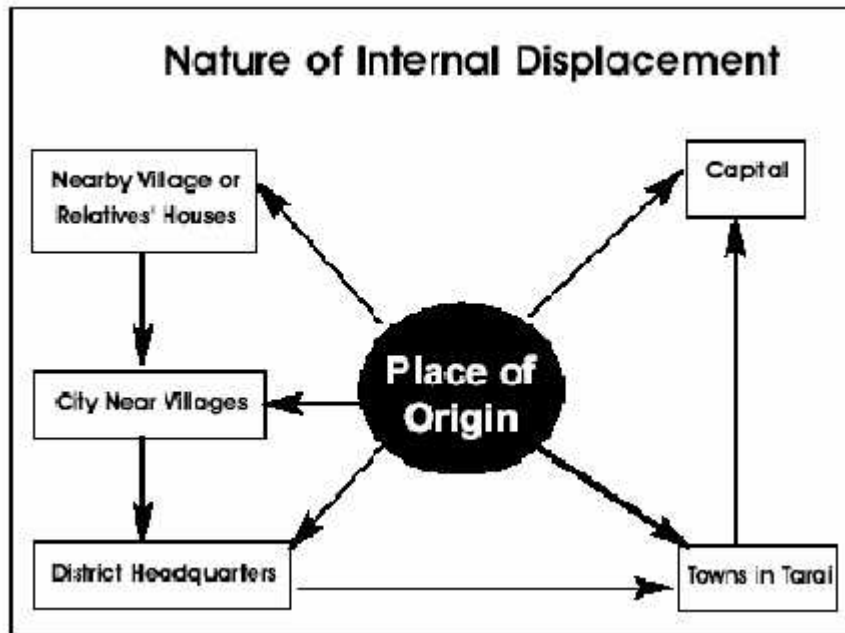 Nature of Internal Displacement
Nearby Village or
Relatives' Houses
Capital
Place of
Origin
City Near Villages
District Headquarters
Towns in Tarai